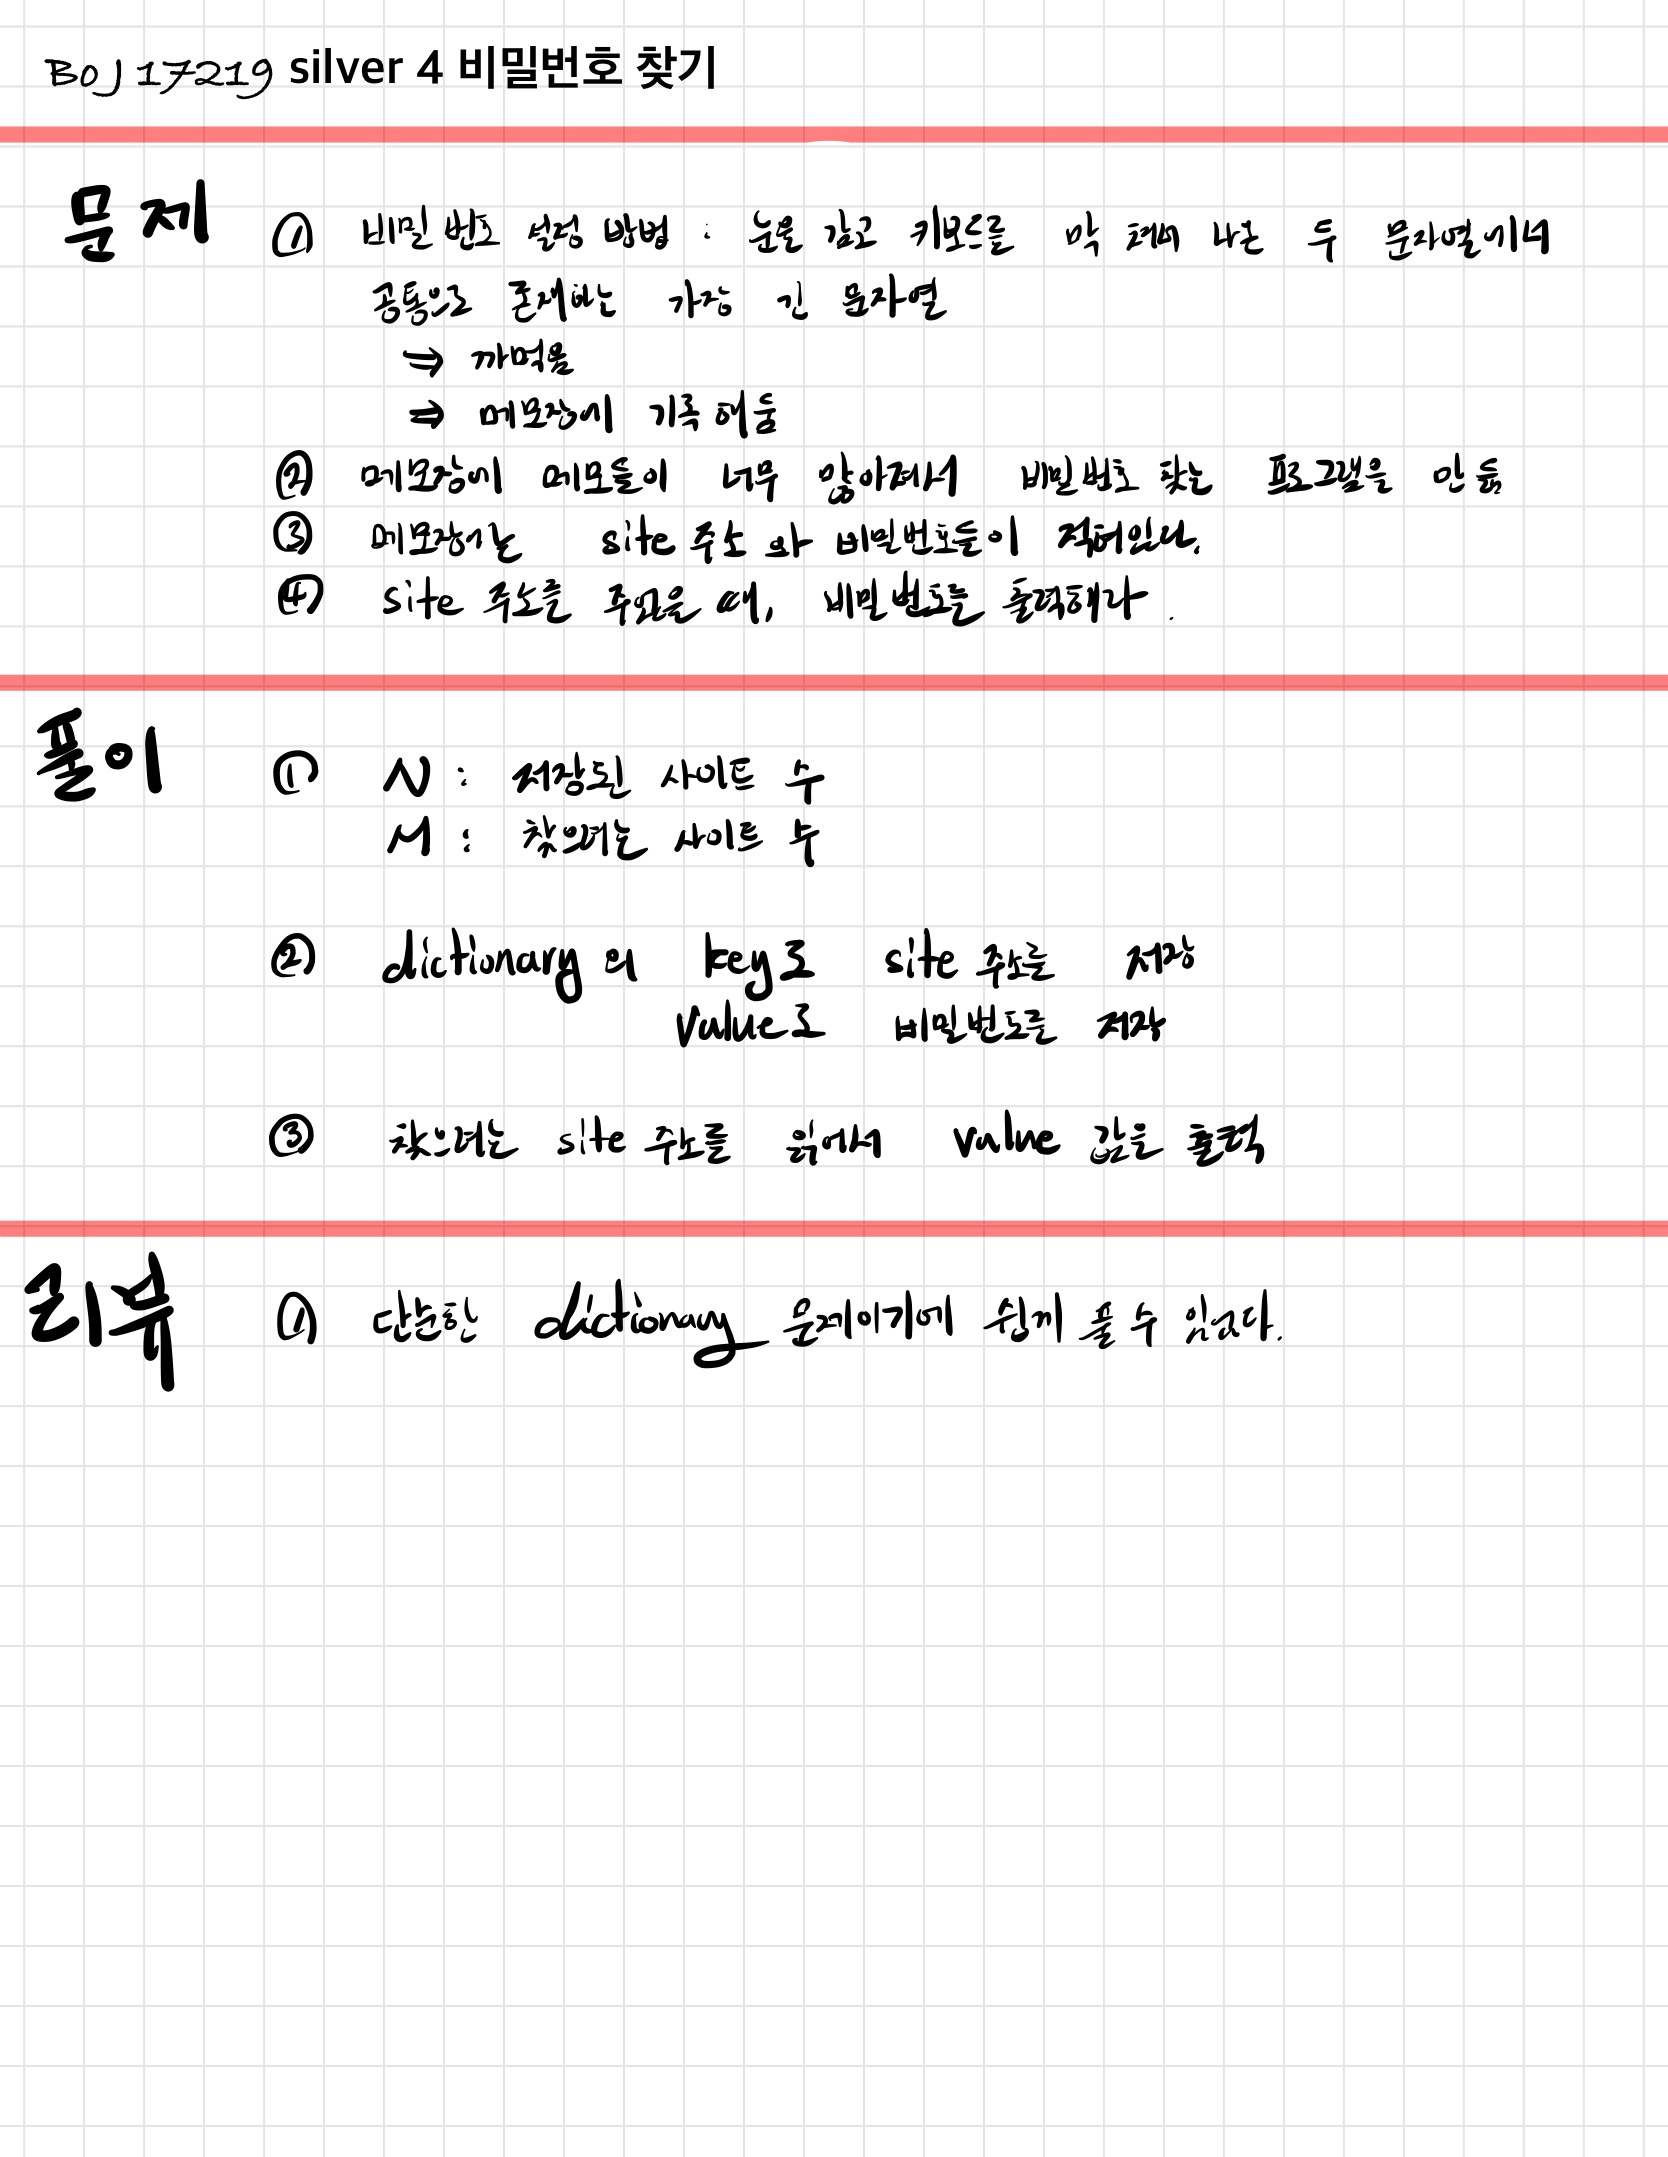 BOJ 17219 silver 4 비밀번호 찾기
문제
① 비밀번호 설정 방법 : 눈을 감고 키보드를 막 쳐서 나온 두 문자열에서
공통으로 존재하는 가장 긴 문자열
⇒ 까먹음
⇒ 메모장에 기록해둠
② 메모장에 메모들이 너무 많아져서 비밀번호 찾는 프로그램을 만듦
③ 메모장에는 site 주소와 비밀번호들이 적혀있다.
④ site 주소를 주었을 때, 비밀번호를 출력해라.
풀이
① N : 저장된 사이트 수
M : 찾으려는 사이트 수
② dictionary의 key로 site 주소를 저장
value로 비밀번호를 저장
③ 찾으려는 site 주소를 읽어서 value 값을 출력
리뷰
① 단순한 dictionary 문제이기에 쉽게 풀 수 있었다.